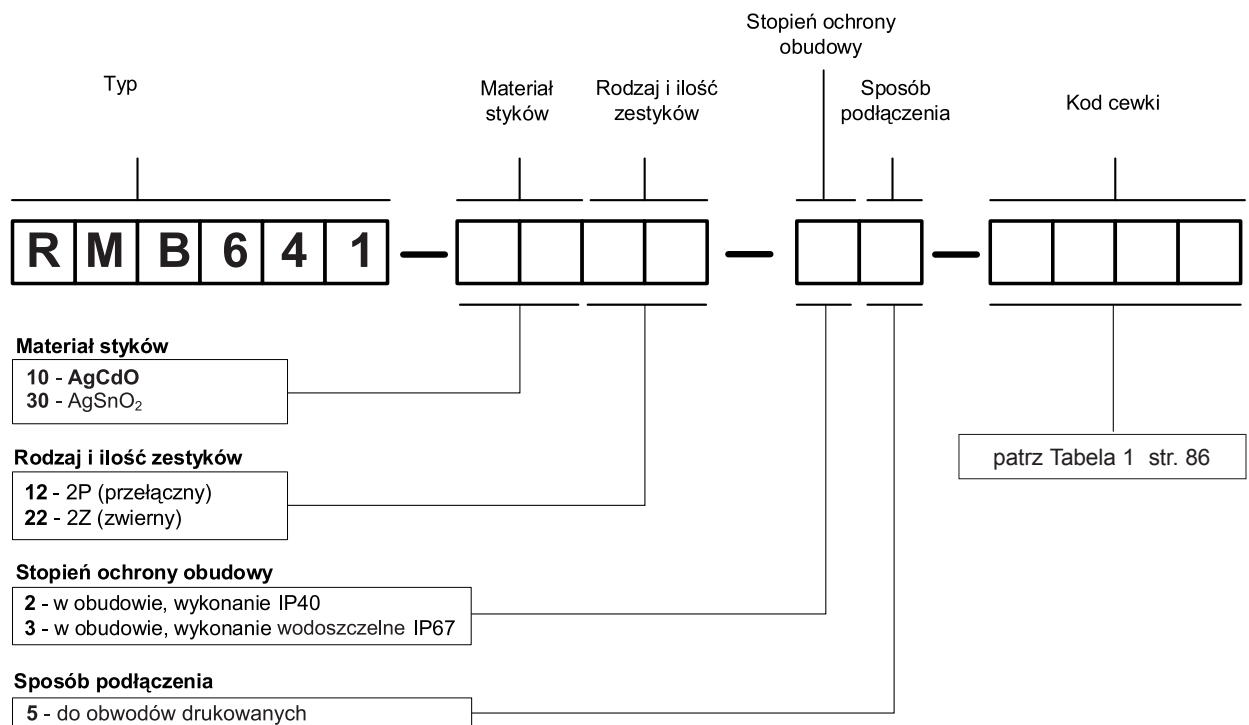 Stopień ochrony
obudowy
Typ
Materiał
styków
Rodzaj i ilość
zestyków
Sposób
podłączenia
Kod cewki
R M B 6 4 1 — —  —
Materiał styków
10 - AgCdO
30 - AgSnO₂
patrz Tabela 1 str. 86
Rodzaj i ilość zestyków
12 - 2P (przełączny)
22 - 2Z (zwierny)
Stopień ochrony obudowy
2 - w obudowie, wykonanie IP40
3 - w obudowie, wykonanie wodoszczelne IP67
Sposób podłączenia
5 - do obwodów drukowanych